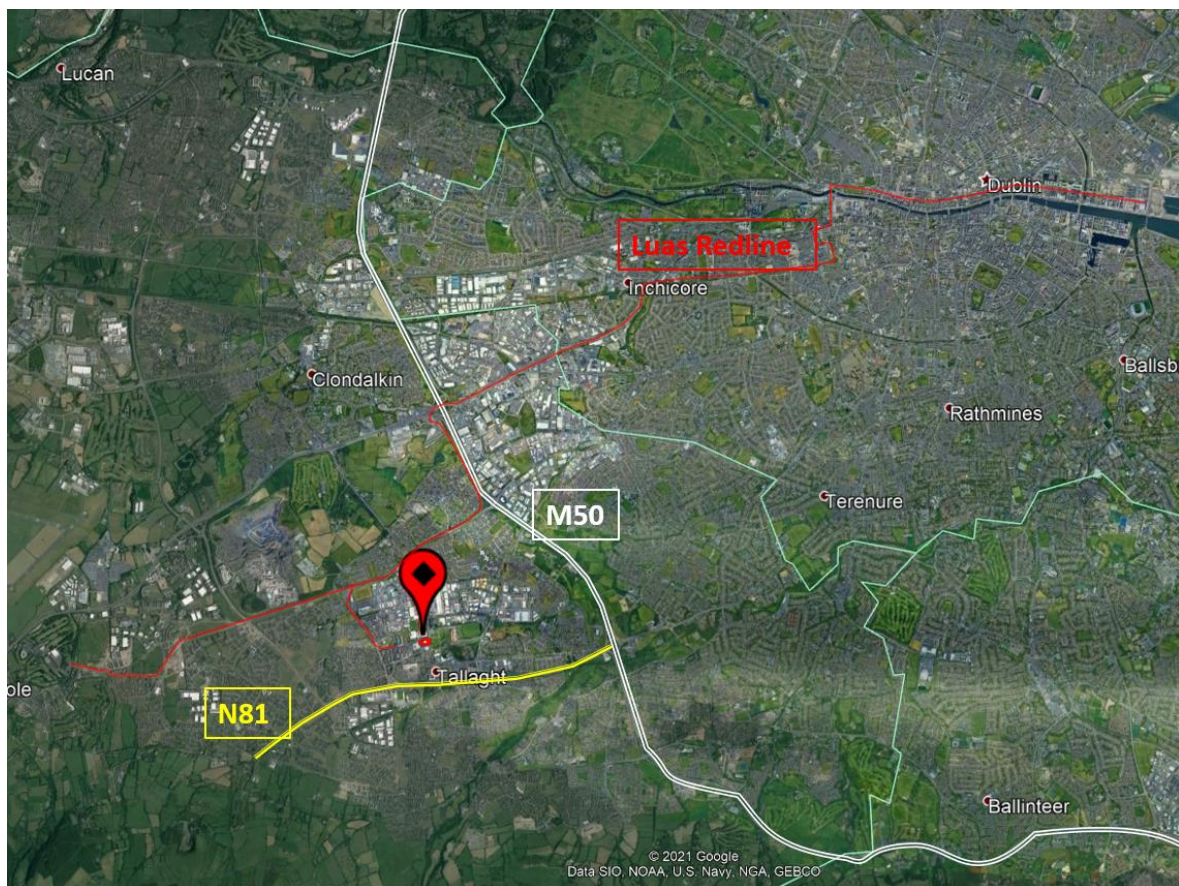 Lucan
Dublin
Luas Redline
Inchicore
Ballsb
Clondalkin
Rathmines
Terenure
M50
Tallaght
ole
N81
Ballinteer
© 2021 Google
Data SIO, NOAA, U.S. Navy, NGA, GEBCO